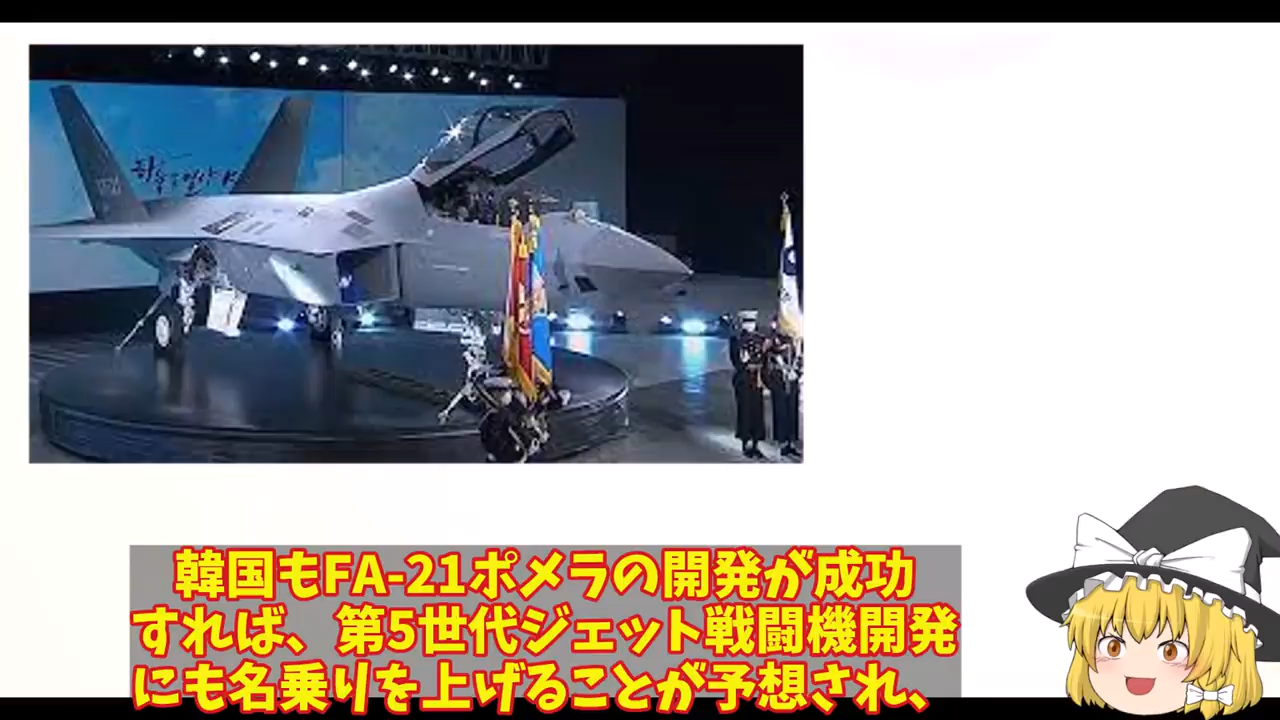 韓国もFA-21ポメラの開発が成功
すれば、第5世代ジェット戦闘機開発
にも名乗りを上げることが予想され、